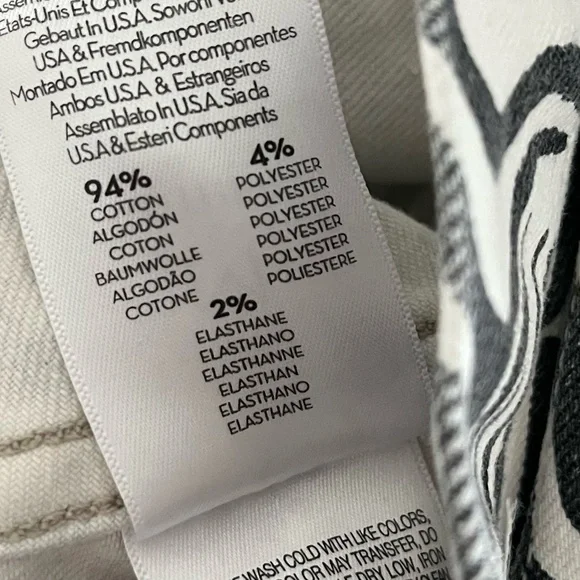 Etats-Unis Et
Gebaut In U.S.A. Sowohl
USA & Fremdkomponenten
Montado Em U.S.A. Por componentes
Ambos U.S.A & Estrangeiros
Assemblato In U.S.A. Sia da
U.S.A & Esteri Components
94%
COTTON
ALGODÓN
COTON
BAUMWOLLE
ALGODÃO
COTONE
4%
POLYESTER
POLYESTER
POLYESTER
POLYESTER
POLYESTER
POLIESTERE
2%
ELASTHANE
ELASTHANO
ELASTHANNE
ELASTHAN
ELASTHANO
ELASTHANE
WASH COLD WITH LIKE COLORS,
COLOR MAY TRANSFER, DO
DRY LOW, IRON